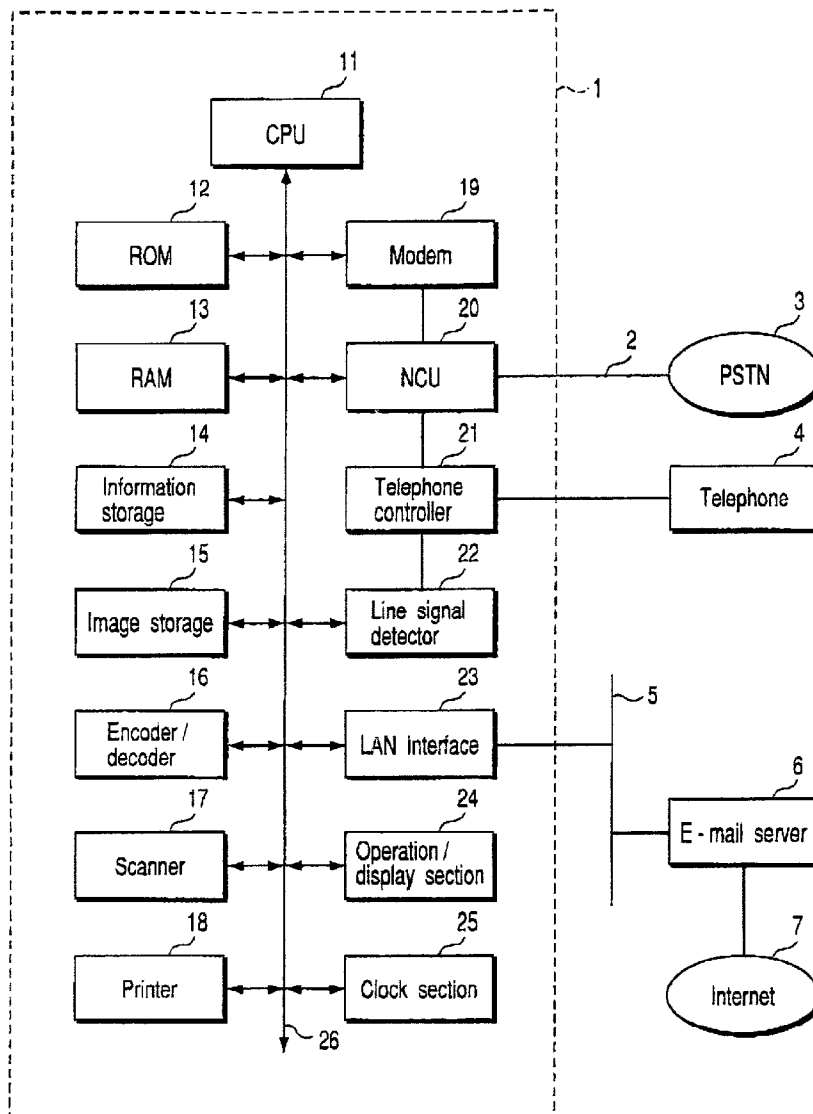 11
CPU
1
12
ROM
19
Modem
13
RAM
20
NCU
2
3
PSTN
14
Information
storage
21
Telephone
controller
4
Telephone
15
Image storage
22
Line signal
detector
16
Encoder /
decoder
23
LAN interface
5
6
E - mail server
17
Scanner
24
Operation /
display section
18
Printer
25
Clock section
7
Internet
26